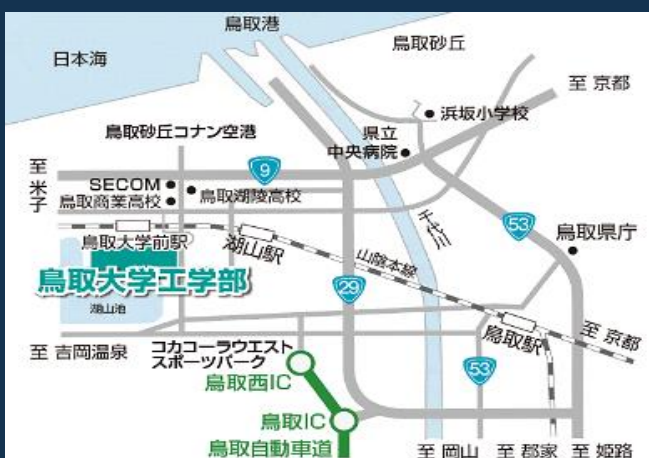 鳥取港
日本海
鳥取砂丘
至 京都
浜坂小学校
鳥取砂丘コナン空港
県立
中央病院
至 米子
9
SECOM
鳥取商業高校
鳥取湖陵高校
千代川
53
鳥取県庁
鳥取大学前駅
湖山駅
山陰本線
鳥取大学工学部
29
湖山池
鳥取駅
至 京都
至 吉岡温泉
コカコーラウエスト
スポーツパーク
53
鳥取西IC
鳥取IC
鳥取自動車道
至 岡山
至 郡家
至 姫路